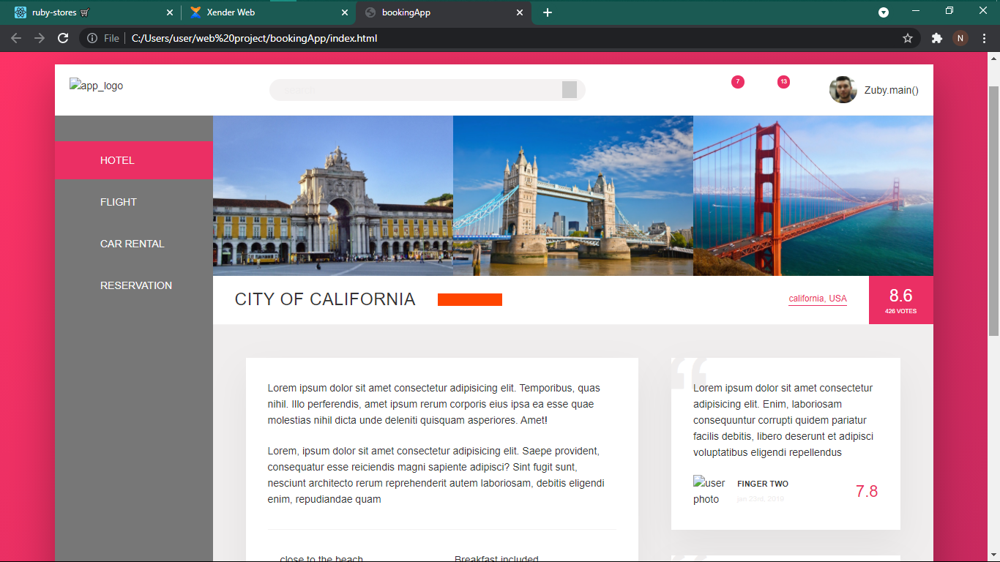 ruby-stores 🛒
Xender Web
bookingApp
File C:/Users/user/web%20project/bookingApp/index.html
N
app_logo
7
13
Zuby.main()
HOTEL
FLIGHT
CAR RENTAL
RESERVATION
CITY OF CALIFORNIA
california, USA
8.6
426 VOTES
Lorem ipsum dolor sit amet consectetur adipisicing elit. Temporibus, quas
nihil. Illo perferendis, amet ipsum rerum corporis eius ipsa ea esse quae
molestias nihil dicta unde deleniti quisquam asperiores. Amet!
Lorem, ipsum dolor sit amet consectetur adipisicing elit. Saepe provident,
consequatur esse reiciendis magni sapiente adipisci? Sint fugit sunt,
nesciunt architecto rerum reprehenderit autem laboriosam, debitis eligendi
enim, repudiandae quam
close to the beach
Breakfast included
“
Lorem ipsum dolor sit amet consectetur
adipisicing elit. Enim, laboriosam
consequuntur corrupti quidem pariatur
facilis debitis, libero deserunt et adipisci
voluptatibus eligendi repellendus
user
photo
FINGER TWO
jan 23rd, 2019
7.8